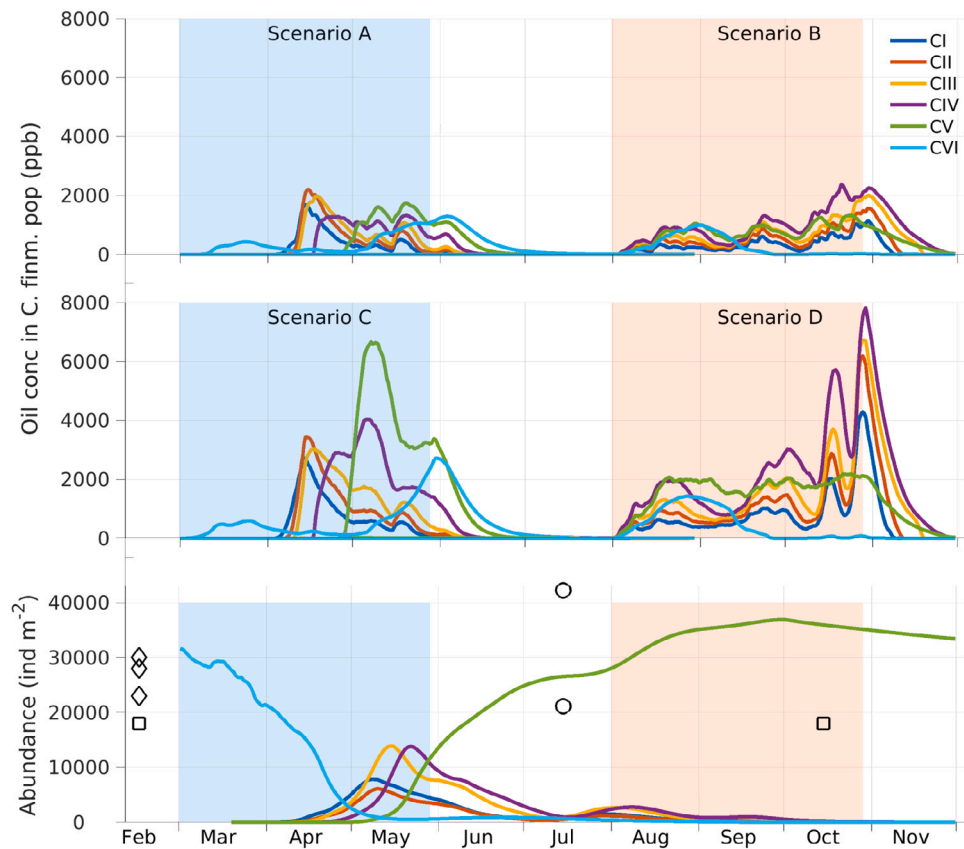 Scenario A
Scenario B
8000
6000
4000
2000
0
CI
CII
CIII
CIV
CV
CVI
Oil conc in C. finm. pop (ppb)
Scenario C
Scenario D
8000
6000
4000
2000
0
Abundance (ind m⁻²)
40000
30000
20000
10000
0
Feb Mar Apr May Jun Jul Aug Sep Oct Nov